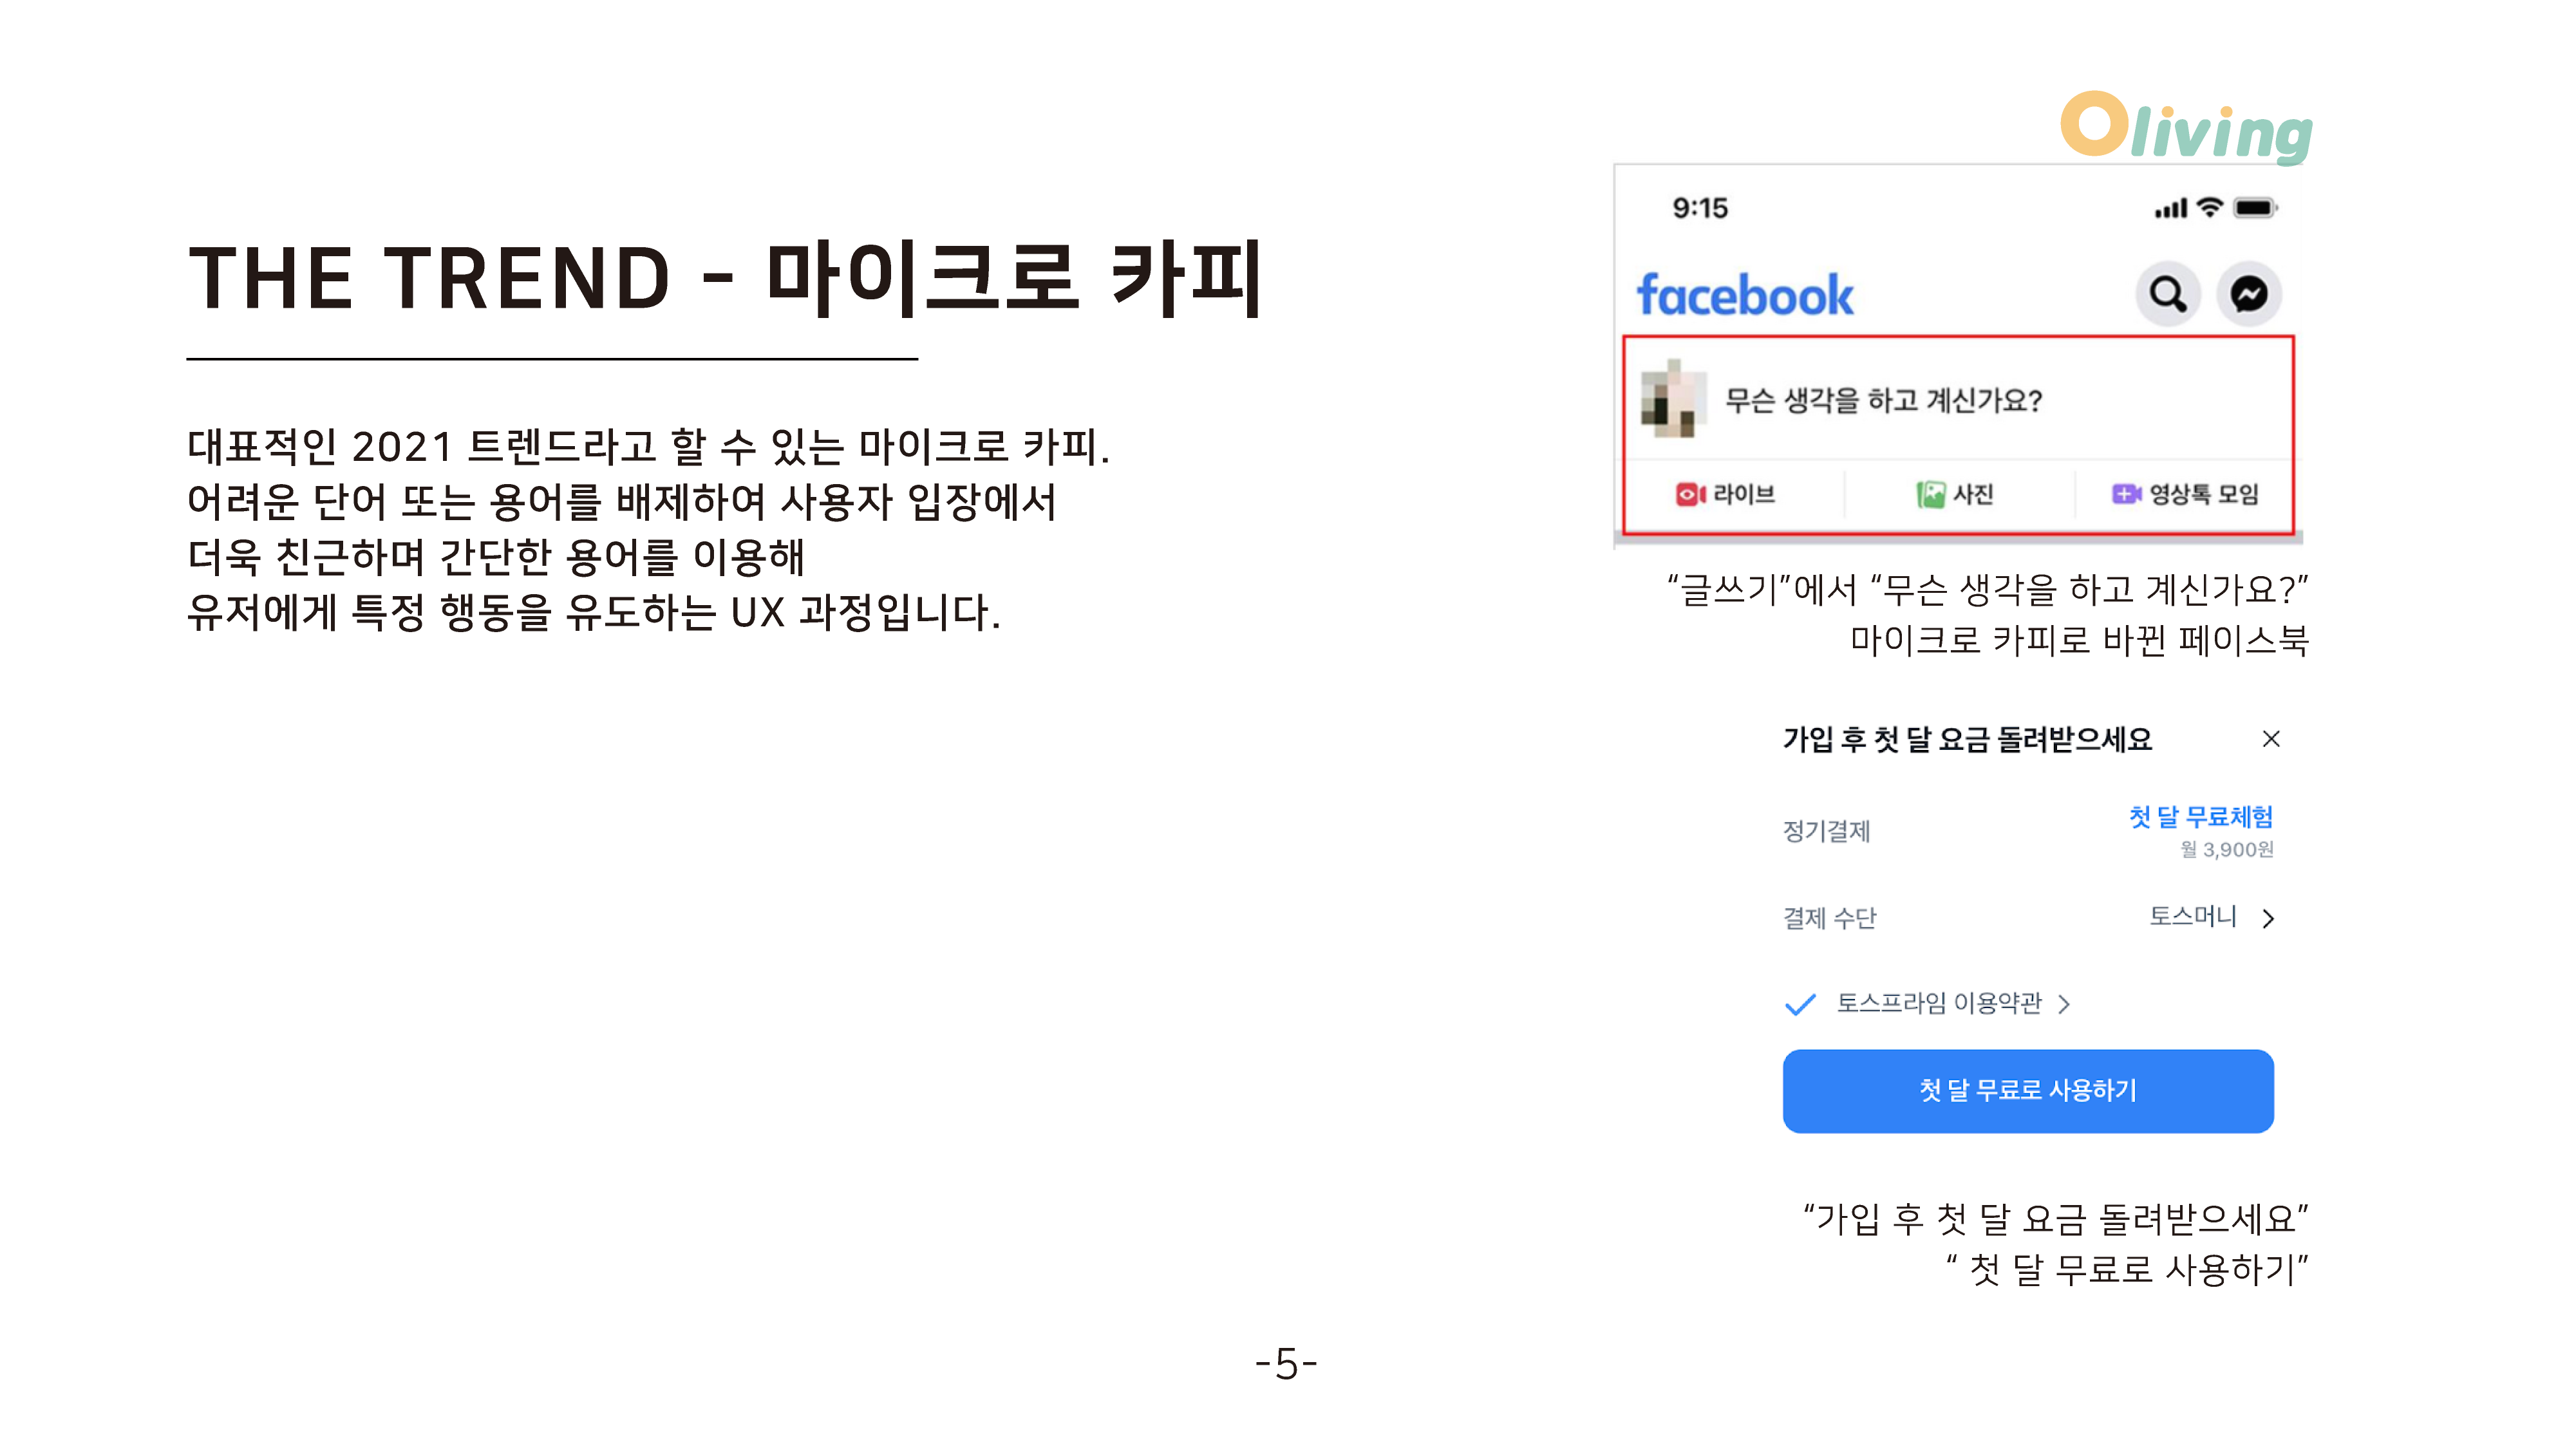 Oliving
THE TREND - 마이크로 카피
대표적인 2021 트렌드라고 할 수 있는 마이크로 카피.
어려운 단어 또는 용어를 배제하여 사용자 입장에서
더욱 친근하며 간단한 용어를 이용해
유저에게 특정 행동을 유도하는 UX 과정입니다.
9:15
facebook
무슨 생각을 하고 계신가요?
라이브 사진 영상톡 모임
“글쓰기”에서 “무슨 생각을 하고 계신가요?”
마이크로 카피로 바뀐 페이스북
가입 후 첫 달 요금 돌려받으세요
정기결제 첫 달 무료체험
월 3,900원
결제 수단 토스머니
토스프라임 이용약관
첫 달 무료로 사용하기
“가입 후 첫 달 요금 돌려받으세요”
“ 첫 달 무료로 사용하기”
-5-